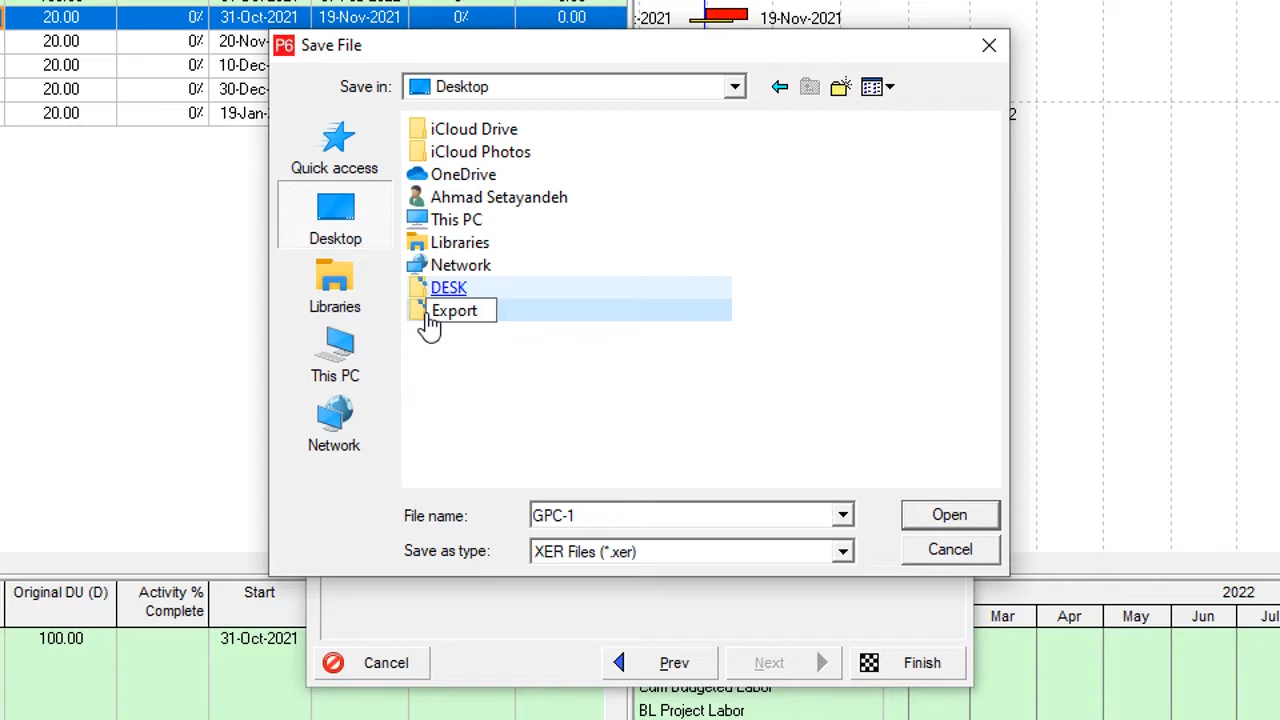 20.00 0% 31-Oct-2021 19-Nov-2021 0% 0.00 -2021 19-Nov-2021
20.00 0% 20-Nov-
20.00 0% 10-Dec-
20.00 0% 30-Dec-
20.00 0% 19-Jan-
P6 Save File
Save in: Desktop
Quick access
Desktop
Libraries
This PC
Network
iCloud Drive
iCloud Photos
OneDrive
Ahmad Setayandeh
This PC
Libraries
Network
DESK
Export
File name: GPC-1 Open
Save as type: XER Files (*.xer) Cancel
Original DU (D) Activity % Complete Start
100.00 31-Oct-2021
2022
Mar Apr May Jun Jul
Cancel Prev Next Finish
Cum Budgeted Labor
BL Project Labor